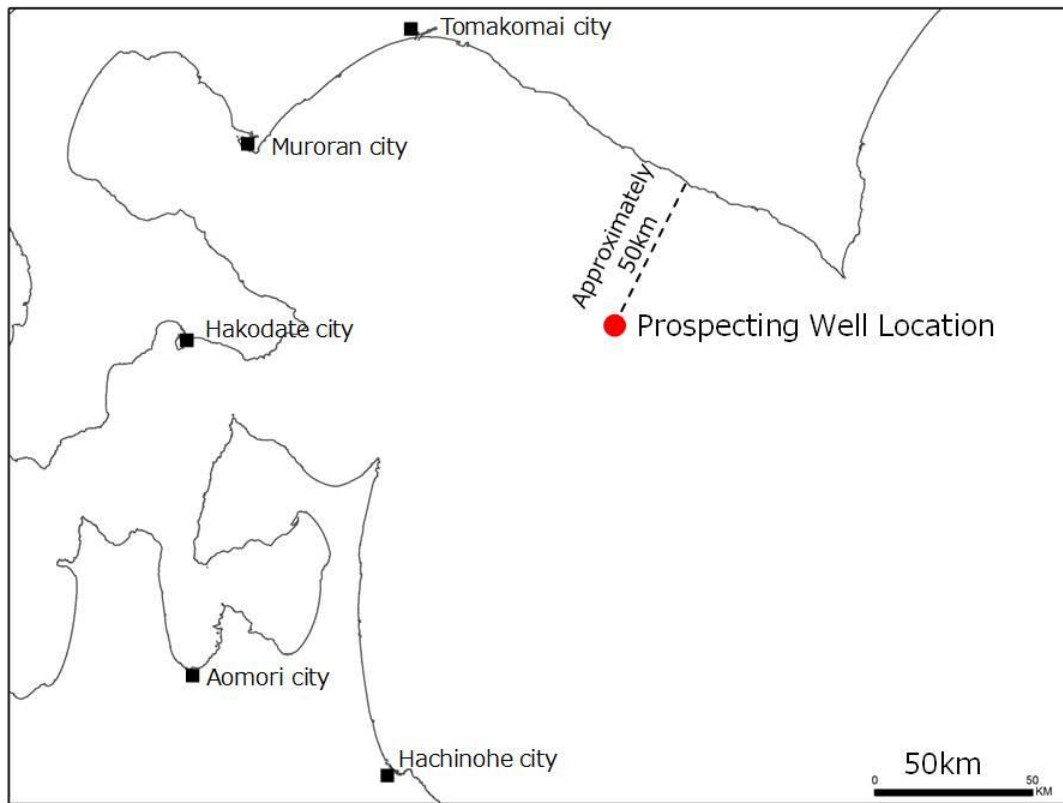 Tomakomai city
Muroran city
Approximately
50km
Hakodate city
Prospecting Well Location
Aomori city
Hachinohe city
50km
0 50
KM